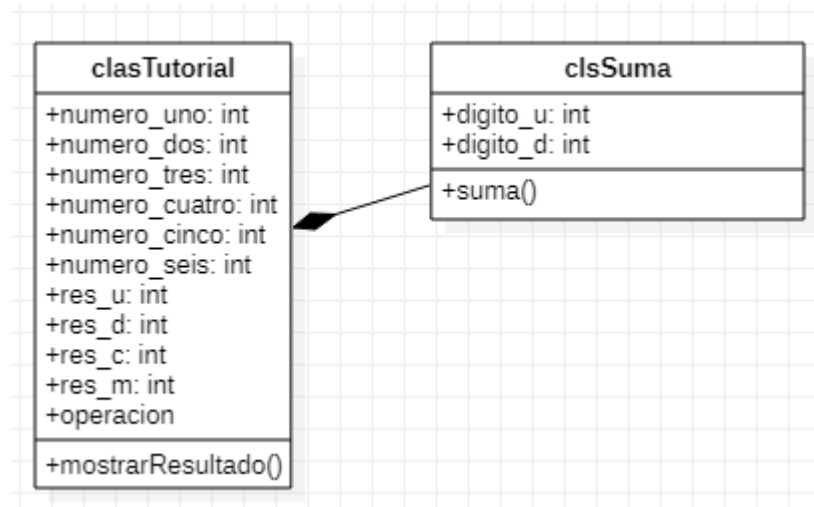 clasTutorial
+numero_uno: int
+numero_dos: int
+numero_tres: int
+numero_cuatro: int
+numero_cinco: int
+numero_seis: int
+res_u: int
+res_d: int
+res_c: int
+res_m: int
+operacion
+mostrarResultado()
clsSuma
+digito_u: int
+digito_d: int
+suma()